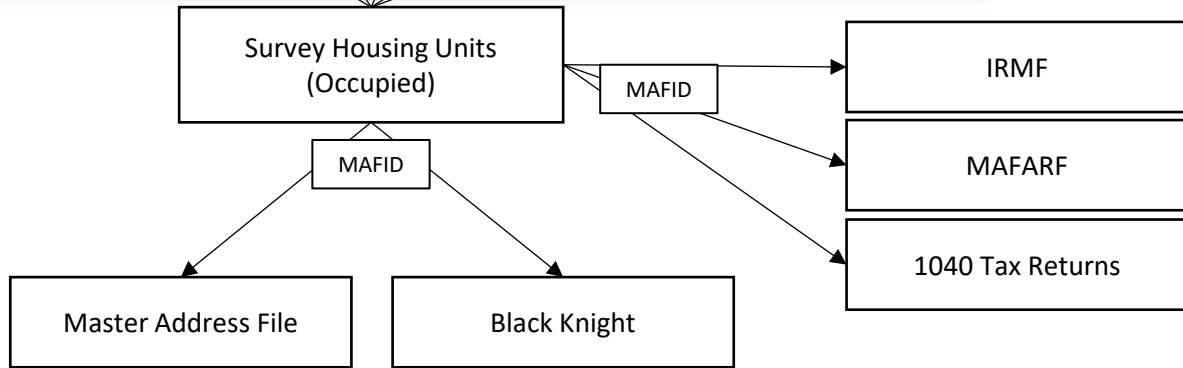 Survey Housing Units
(Occupied)
IRMF
MAFID
MAFARF
MAFID
1040 Tax Returns
Master Address File
Black Knight